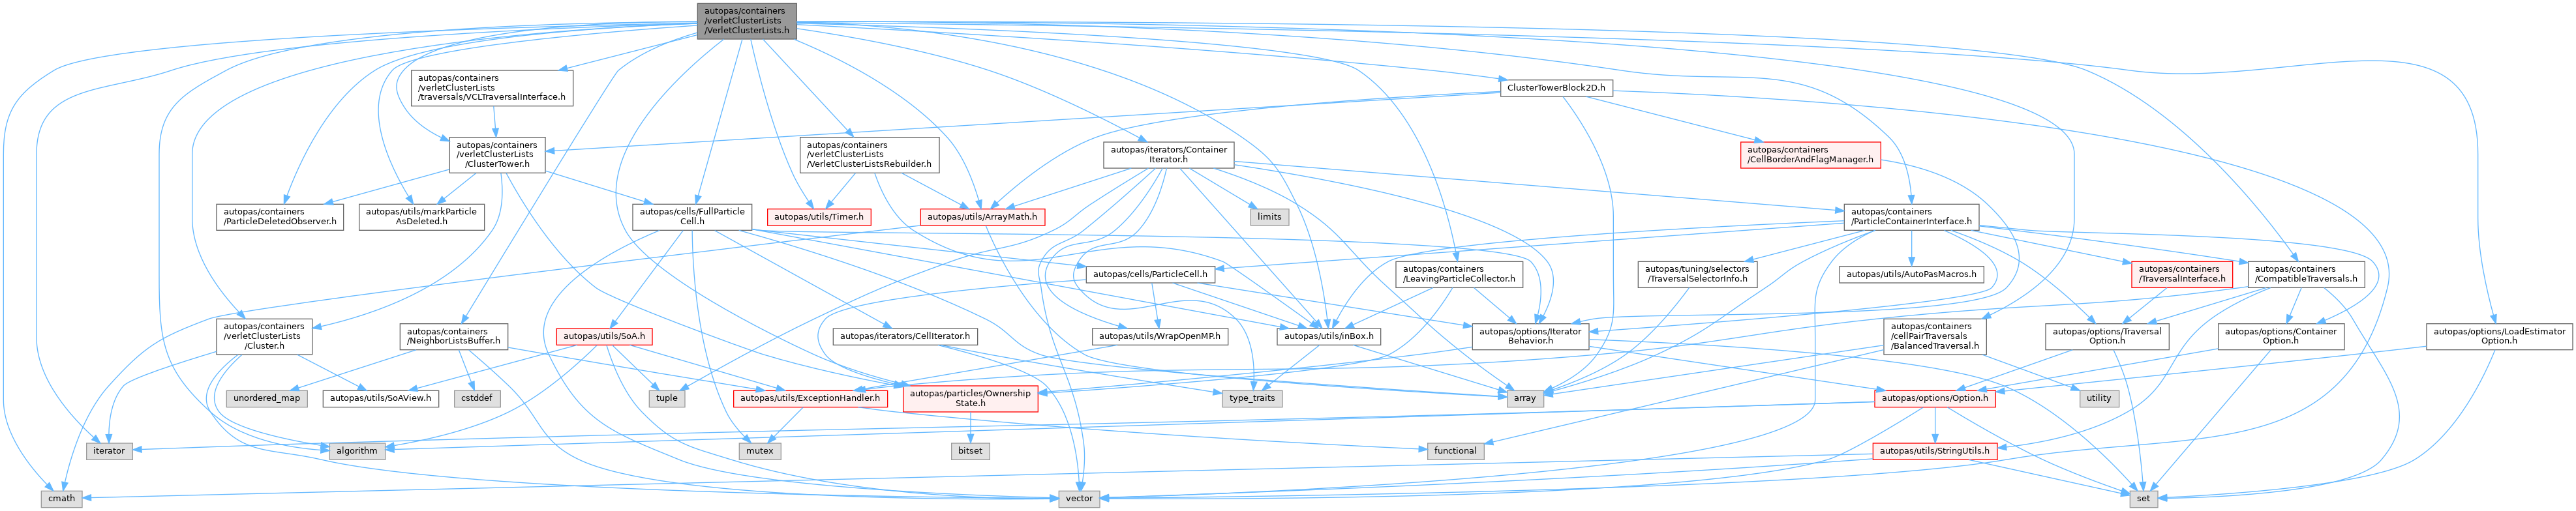 autopas/containers
/verletClusterLists
/VerletClusterLists.h
autopas/containers
/verletClusterLists
/traversals/VCLTraversalInterface.h
ClusterTowerBlock2D.h
autopas/containers
/verletClusterLists
/ClusterTower.h
autopas/containers
/verletClusterLists
/VerletClusterListsRebuilder.h
autopas/iterators/Container
Iterator.h
autopas/containers
/CellBorderAndFlagManager.h
autopas/containers
/ParticleDeletedObserver.h
autopas/utils/markParticle
AsDeleted.h
autopas/cells/FullParticle
Cell.h
autopas/utils/Timer.h
autopas/utils/ArrayMath.h
limits
autopas/containers
/ParticleContainerInterface.h
autopas/cells/ParticleCell.h
autopas/containers
/LeavingParticleCollector.h
autopas/tuning/selectors
/TraversalSelectorInfo.h
autopas/utils/AutoPasMacros.h
autopas/containers
/TraversalInterface.h
autopas/containers
/CompatibleTraversals.h
autopas/containers
/verletClusterLists
/Cluster.h
autopas/containers
/NeighborListsBuffer.h
autopas/utils/SoA.h
autopas/iterators/CellIterator.h
autopas/utils/WrapOpenMP.h
autopas/utils/inBox.h
autopas/options/Iterator
Behavior.h
autopas/containers
/cellPairTraversals
/BalancedTraversal.h
autopas/options/Traversal
Option.h
autopas/options/Container
Option.h
autopas/options/LoadEstimator
Option.h
unordered_map
autopas/utils/SoAView.h
cstddef
tuple
autopas/utils/ExceptionHandler.h
autopas/particles/Ownership
State.h
type_traits
array
autopas/options/Option.h
utility
iterator
algorithm
mutex
bitset
functional
autopas/utils/StringUtils.h
cmath
vector
set